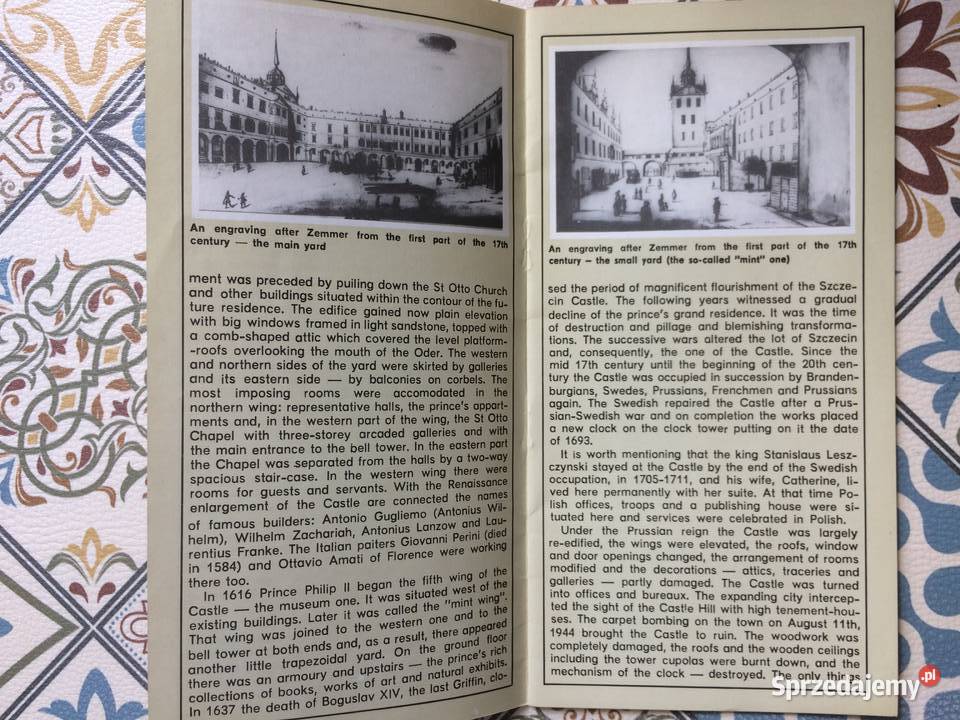 An engraving after Zemmer from the first part of the 17th
century — the main yard
ment was preceded by puiling down the St Otto Church
and other buildings situated within the contour of the fu-
ture residence. The edifice gained now plain elevation
with big windows framed in light sandstone, topped with
a comb-shaped attic which covered the level platform-
-roofs overlooking the mouth of the Oder. The western
and northern sides of the yard were skirted by galleries
and its eastern side — by balconies on corbels. The
most imposing rooms were accomodated in the
northern wing: representative halls, the prince's appart-
ments and, in the western part of the wing, the St Otto
Chapel with three-storey arcaded galleries and with
the main entrance to the bell tower. In the eastern part
the Chapel was separated from the halls by a two-way
spacious stair-case. In the western wing there were
rooms for guests and servants. With the Renaissance
enlargement of the Castle are connected the names
of famous builders: Antonio Gugliemo (Antonius Wil-
helm), Wilhelm Zachariah, Antonius Lanzow and Lau-
rentius Franke. The Italian paiters Giovanni Perini (died
in 1584) and Ottavio Amati of Florence were working
there too.
In 1616 Prince Philip II began the fifth wing of the
Castle — the museum one. It was situated west of the
existing buildings. Later it was called the "mint wing".
That wing was joined to the western one and to the
bell tower at both ends and, as a result, there appeared
another little trapezoidal yard. On the ground floor
there was an armoury and upstairs — the prince's rich
collections of books, works of art and natural exhibits.
In 1637 the death of Boguslav XIV, the last Griffin, clo-
An engraving after Zemmer from the first part of the 17th
century – the small yard (the so-called "mint" one)
sed the period of magnificent flourishment of the Szcze-
cin Castle. The following years witnessed a gradual
decline of the prince's grand residence. It was the time
of destruction and pillage and blemishing transforma-
tions. The successive wars altered the lot of Szczecin
and, consequently, the one of the Castle. Since the
mid 17th century until the beginning of the 20th cen-
tury the Castle was occupied in succession by Branden-
burgians, Swedes, Prussians, Frenchmen and Prussians
again. The Swedish repaired the Castle after a Prus-
sian-Swedish war and on completion the works placed
a new clock on the clock tower putting on it the date
of 1693.
It is worth mentioning that the king Stanislaus Lesz-
czynski stayed at the Castle by the end of the Swedish
occupation, in 1705-1711, and his wife, Catherine, li-
ved here permanently with her suite. At that time Po-
lish offices, troops and a publishing house were si-
tuated here and services were celebrated in Polish.
Under the Prussian reign the Castle was largely
re-edified, the wings were elevated, the roofs, window
and door openings changed, the arrangement of rooms
modified and the decorations — attics, traceries and
galleries — partly damaged. The Castle was turned
into offices and bureaux. The expanding city intercep-
ted the sight of the Castle Hill with high tenement-hou-
ses. The carpet bombing on the town on August 11th,
1944 brought the Castle to ruin. The woodwork was
completely damaged, the roofs and the wooden ceilings
including the tower cupolas were burnt down, and the
mechanism of the clock — destroyed. The only things
Sprzedajemy.pl